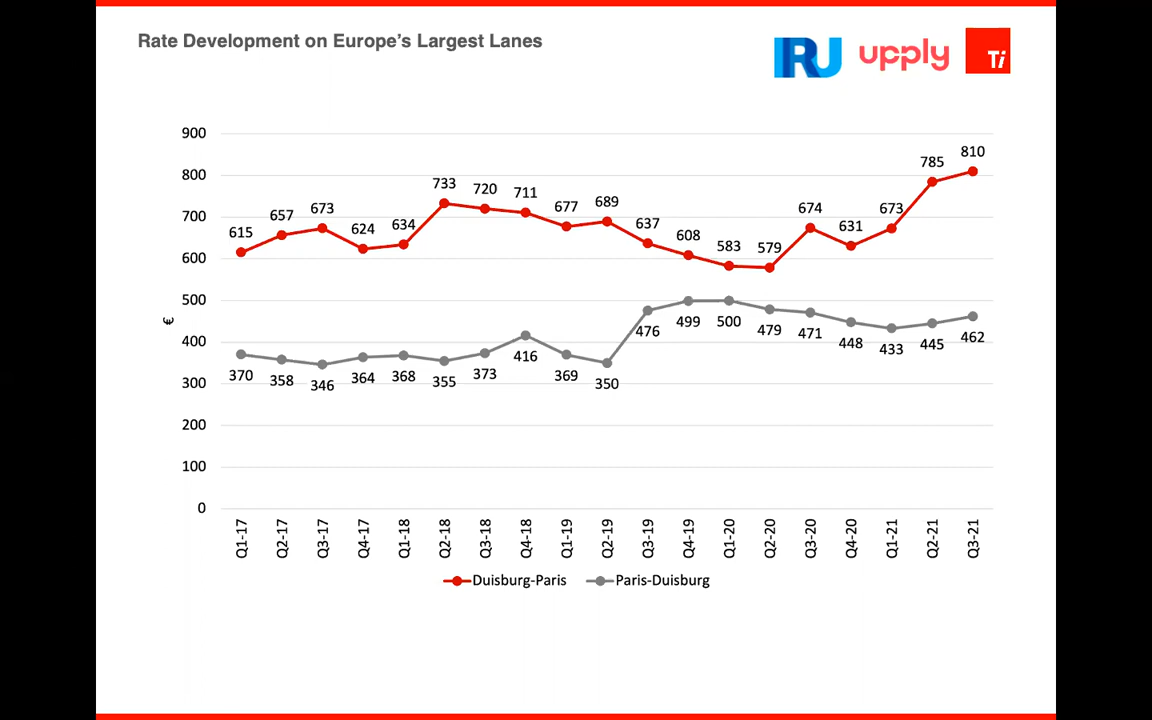 Rate Development on Europe's Largest Lanes
IRU upply Ti
900
800
700
600
500
400
300
200
100
0
€
615 657 673 624 634 733 720 711 677 689 637 608 583 579 674 631 673 785 810
370 358 346 364 368 355 373 416 369 350 476 499 500 479 471 448 433 445 462
Q1-17 Q2-17 Q3-17 Q4-17 Q1-18 Q2-18 Q3-18 Q4-18 Q1-19 Q2-19 Q3-19 Q4-19 Q1-20 Q2-20 Q3-20 Q4-20 Q1-21 Q2-21 Q3-21
Duisburg-Paris Paris-Duisburg